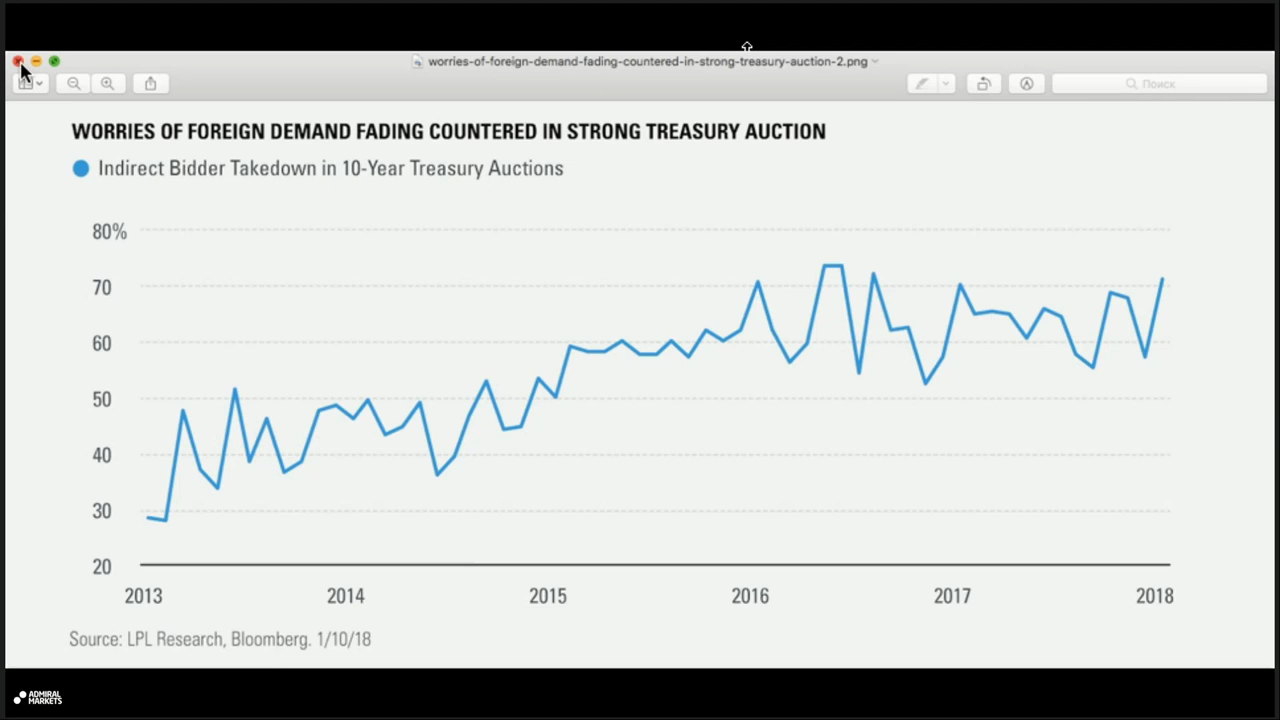 worries-of-foreign-demand-fading-countered-in-strong-treasury-auction-2.png
Поиск
WORRIES OF FOREIGN DEMAND FADING COUNTERED IN STRONG TREASURY AUCTION
Indirect Bidder Takedown in 10-Year Treasury Auctions
80%
70
60
50
40
30
20
2013 2014 2015 2016 2017 2018
Source: LPL Research, Bloomberg. 1/10/18
ADMIRAL
MARKETS